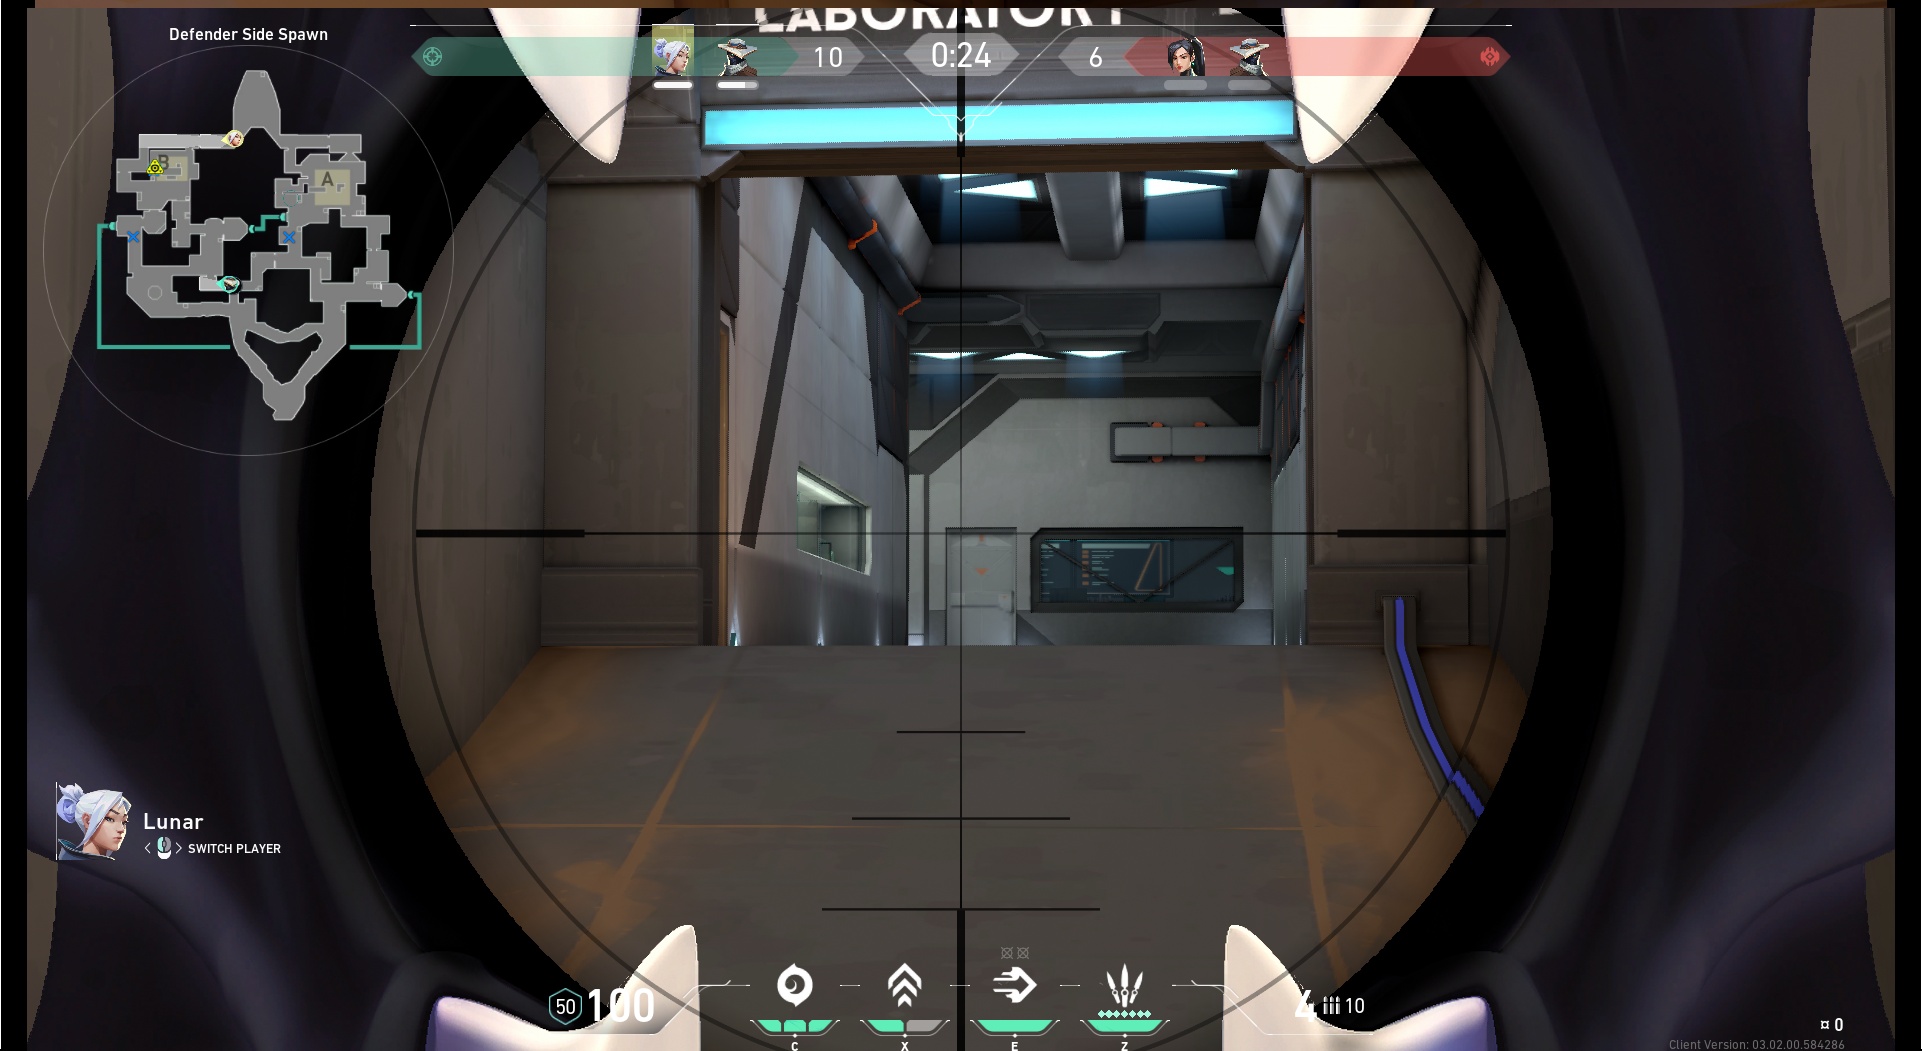 LABORATORY
Defender Side Spawn
10
0:24
6
B
A
Lunar
< > SWITCH PLAYER
50 100
4 10
C
X
E
Z
¤ 0
Client Version: 03.02.00.584286